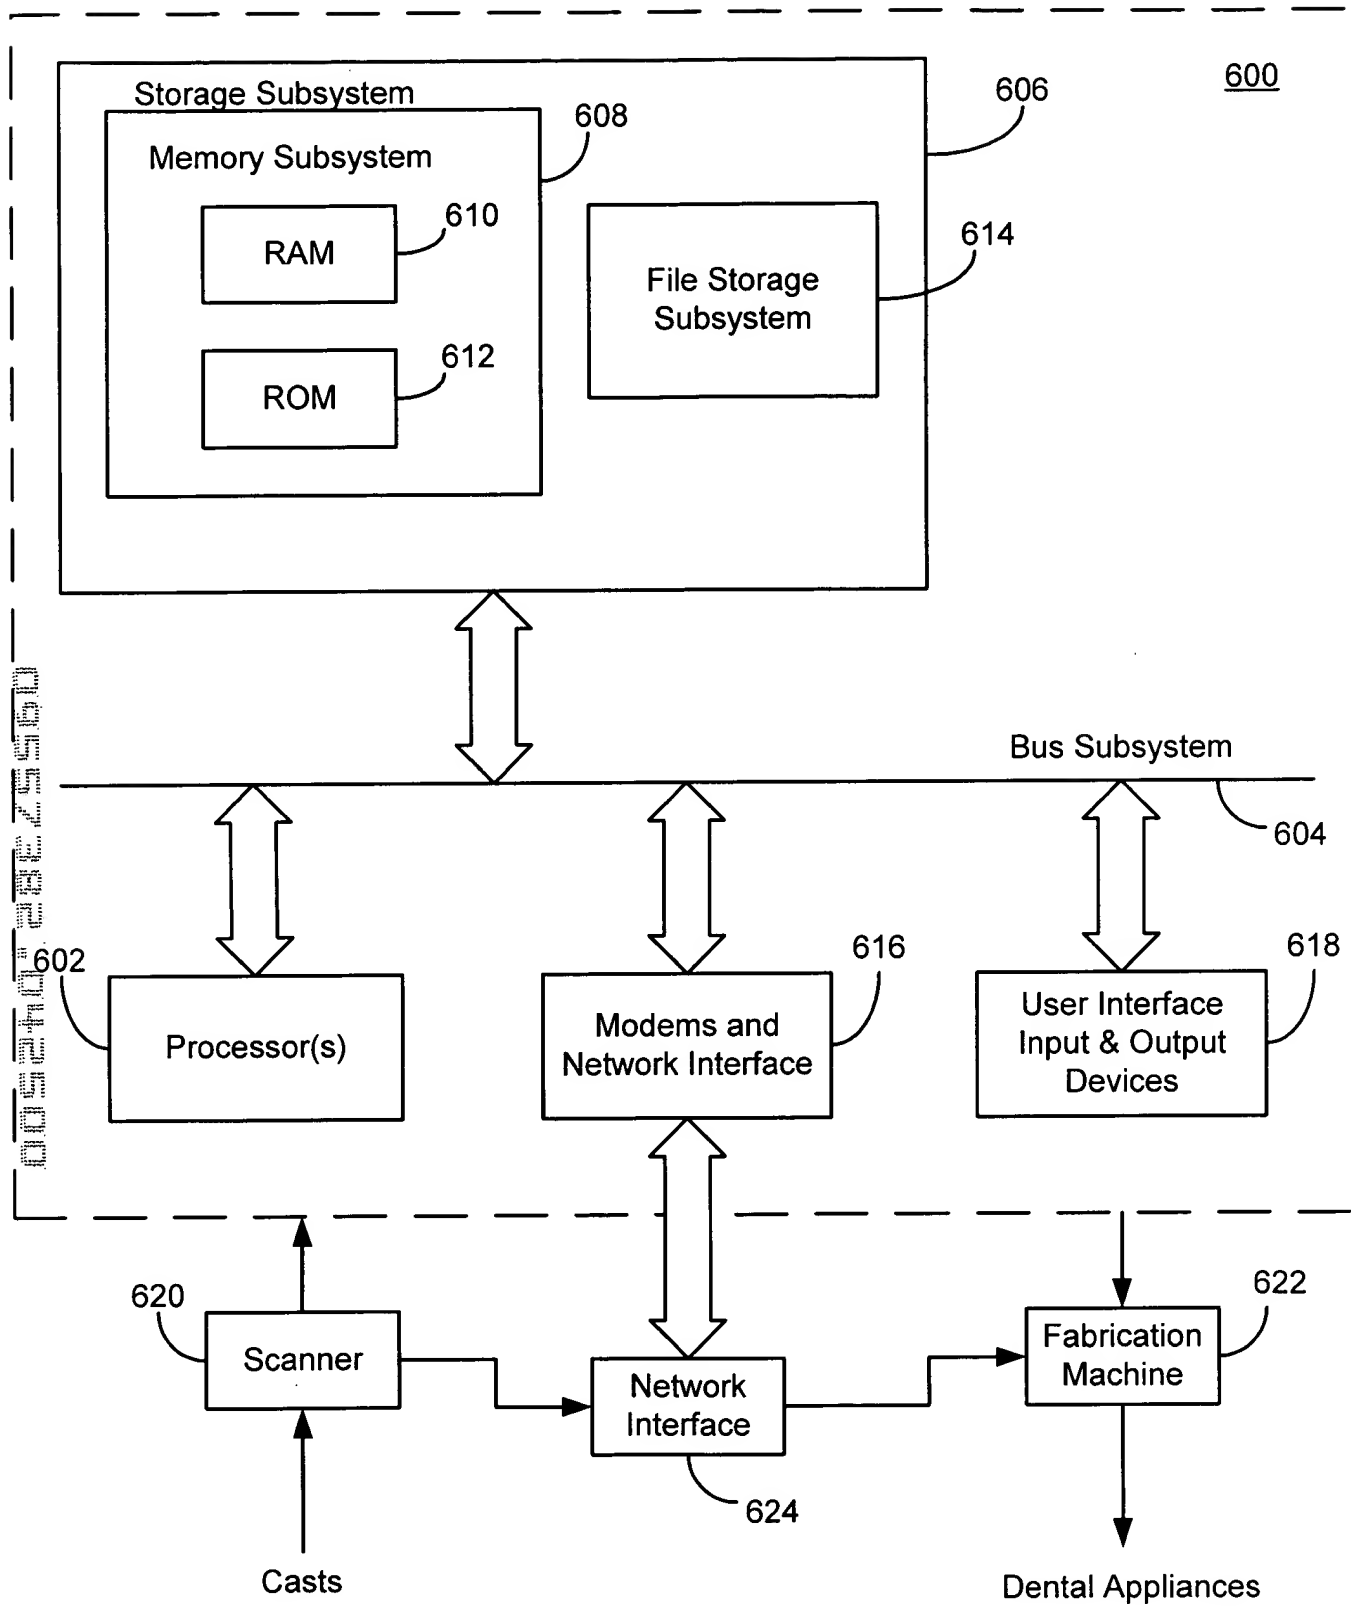 600
Storage Subsystem
606
608
Memory Subsystem
610
RAM
614
File Storage
Subsystem
612
ROM
Bus Subsystem
604
602
616
618
Processor(s)
Modems and
Network Interface
User Interface
Input & Output
Devices
09557382.042500
620
622
Scanner
Fabrication
Machine
Network
Interface
624
Casts
Dental Appliances